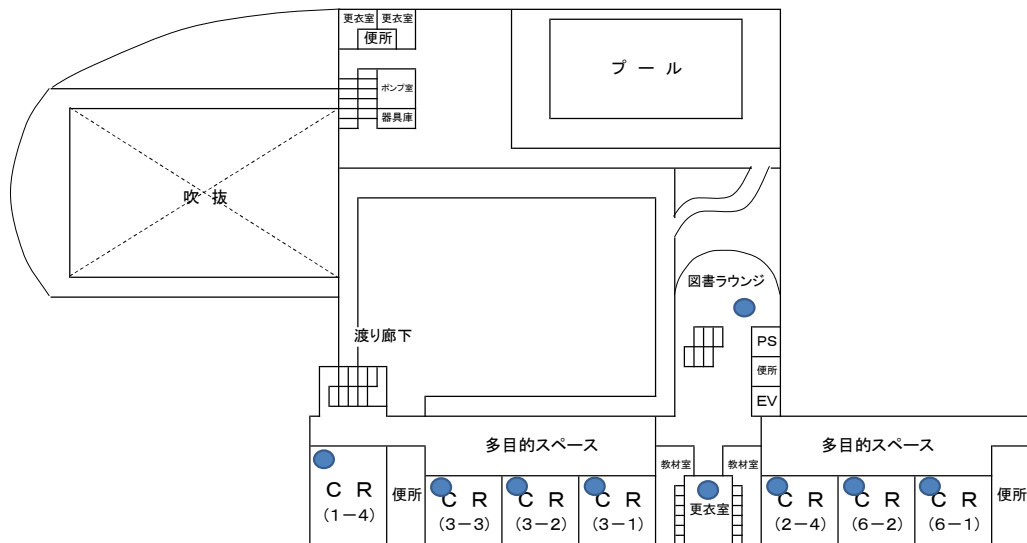 更衣室 更衣室
便所
プール
ポンプ室
器具庫
吹抜
図書ラウンジ
渡り廊下
PS
便所
EV
多目的スペース
多目的スペース
教材室
教材室
CR
(1-4)
便所
CR
(3-3)
CR
(3-2)
CR
(3-1)
更衣室
CR
(2-4)
CR
(6-2)
CR
(6-1)
便所